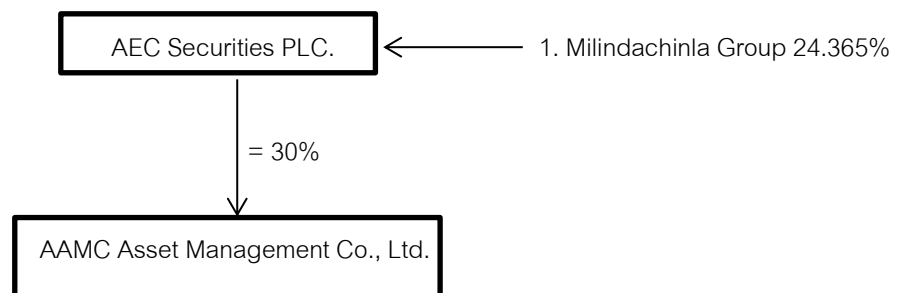 AEC Securities PLC.
1. Milindachinla Group 24.365%
= 30%
AAMC Asset Management Co., Ltd.